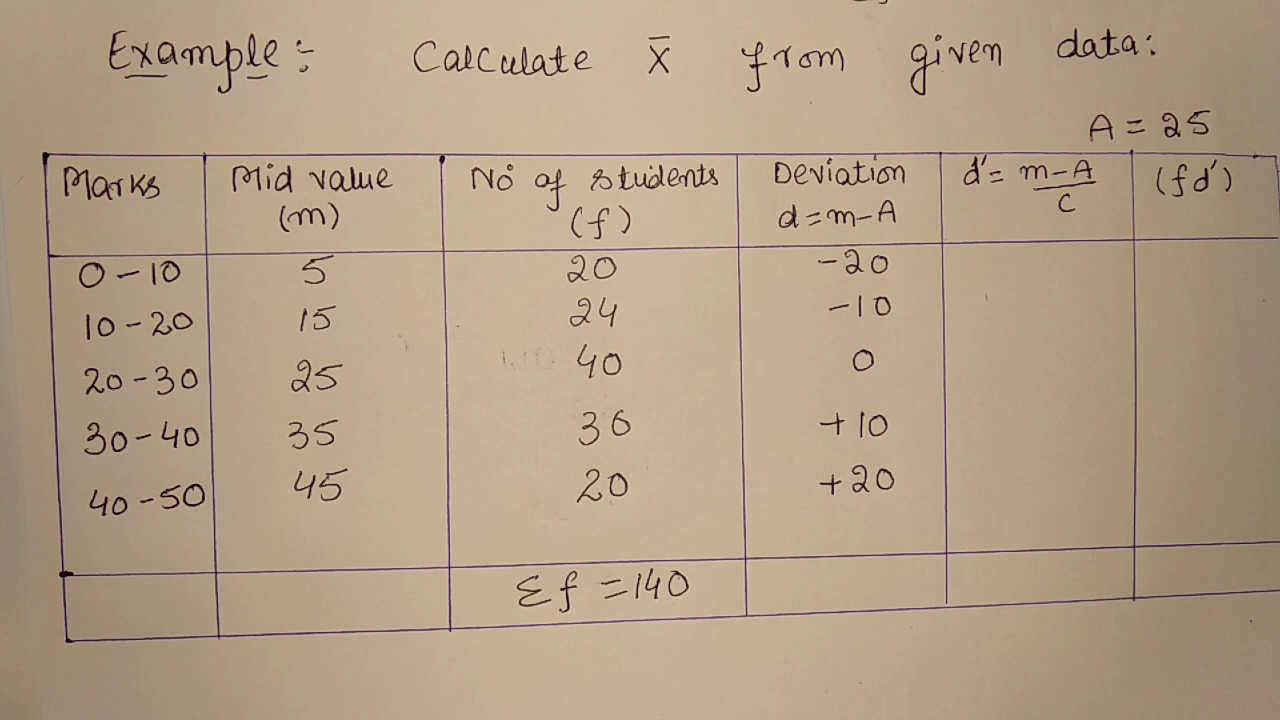 Example:- Calculate x̄ from given data:
A = 25
Marks Mid value (m) No of students (f) Deviation d=m-A d'= m-A/C (fd')
0-10 5 20 -20
10-20 15 24 -10
20-30 25 40 0
30-40 35 36 +10
40-50 45 20 +20
Σf = 140